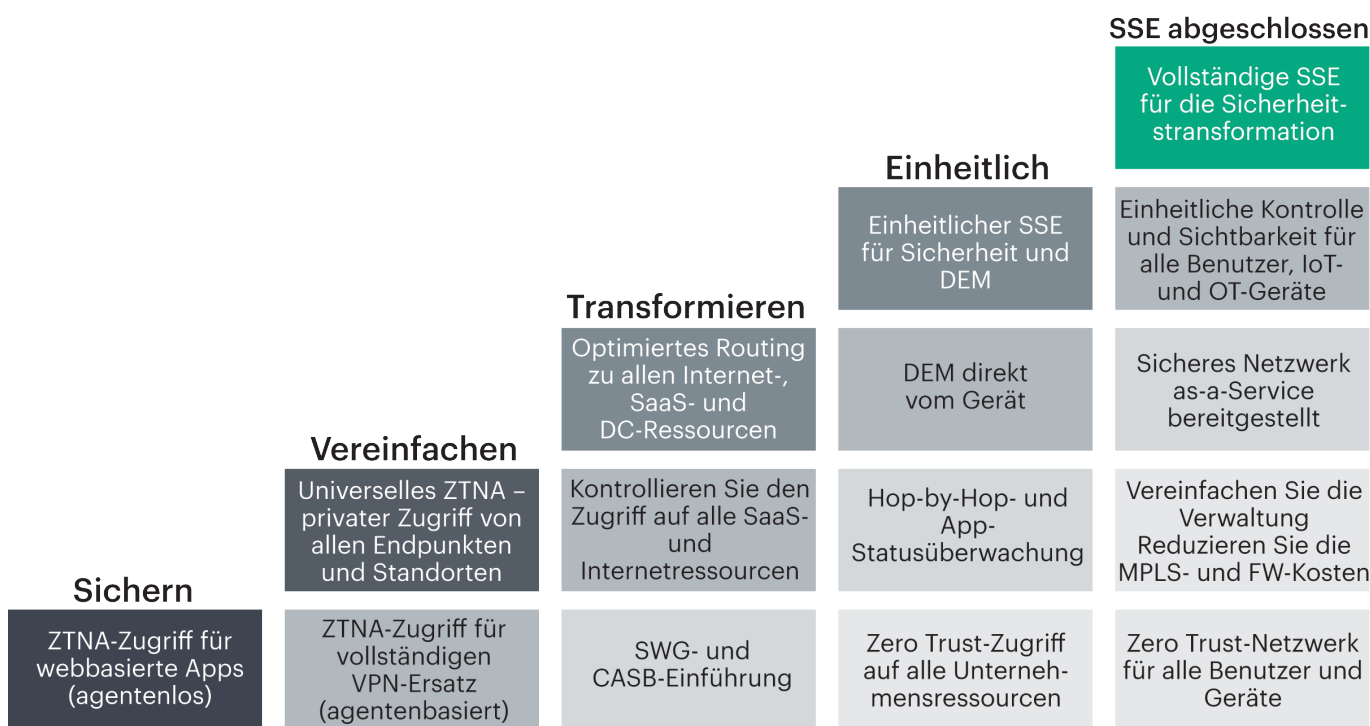 SSE abgeschlossen
Vollständige SSE
für die Sicherheit-
stransformation
Einheitliche Kontrolle
und Sichtbarkeit für
alle Benutzer, IoT-
und OT-Geräte
Sicheres Netzwerk
as-a-Service
bereitgestellt
Vereinfachen Sie die
Verwaltung
Reduzieren Sie die
MPLS- und FW-Kosten
Zero Trust-Netzwerk
für alle Benutzer und
Geräte
Einheitlich
Einheitlicher SSE
für Sicherheit und
DEM
DEM direkt
vom Gerät
Hop-by-Hop- und
App-
Statusüberwachung
Zero Trust-Zugriff
auf alle Unterneh-
mensressourcen
Transformieren
Optimiertes Routing
zu allen Internet-,
SaaS- und
DC-Ressourcen
Kontrollieren Sie den
Zugriff auf alle SaaS-
und
Internetressourcen
SWG- und
CASB-Einführung
Vereinfachen
Universelles ZTNA –
privater Zugriff von
allen Endpunkten
und Standorten
ZTNA-Zugriff für
vollständigen
VPN-Ersatz
(agentenbasiert)
Sichern
ZTNA-Zugriff für
webbasierte Apps
(agentenlos)